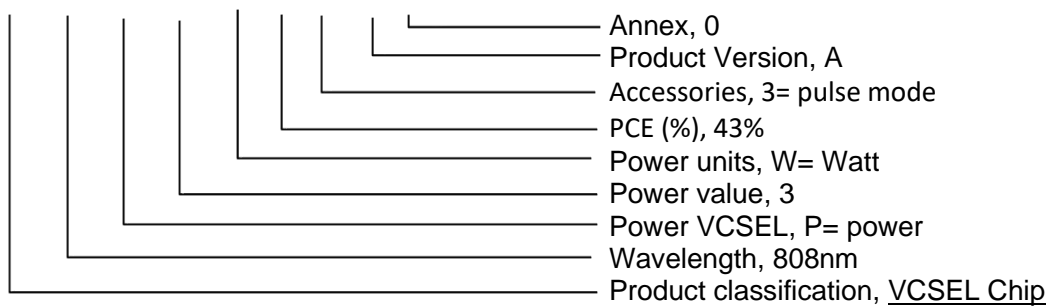 Annex, 0
Product Version, A
Accessories, 3= pulse mode
PCE (%), 43%
Power units, W= Watt
Power value, 3
Power VCSEL, P= power
Wavelength, 808nm
Product classification, VCSEL Chip